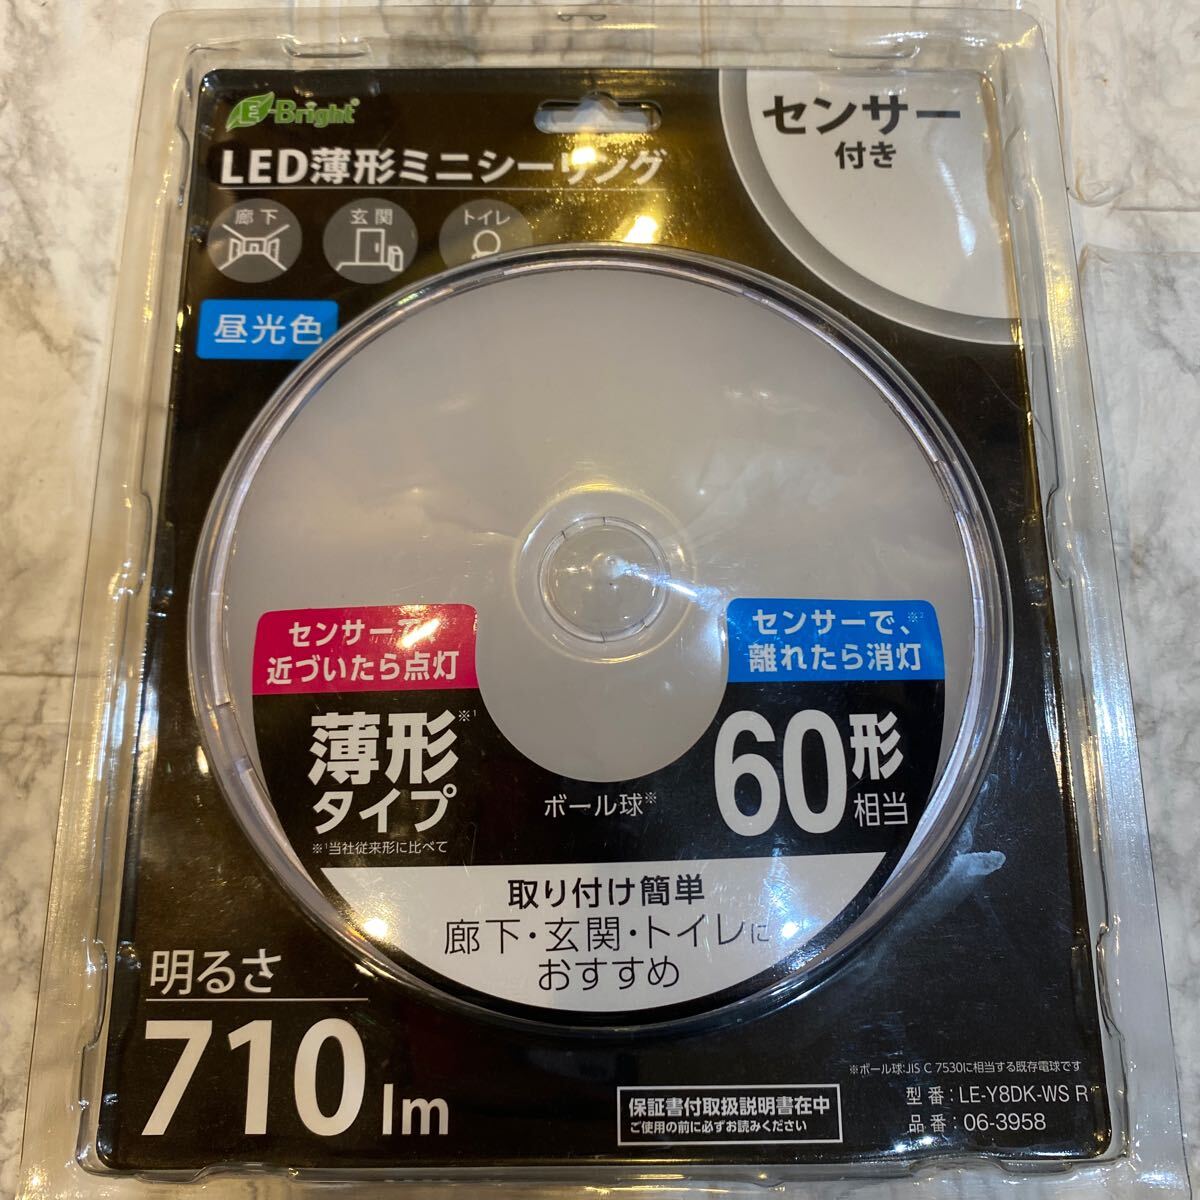 E-Bright
LED薄形ミニシーリング
センサー
付き
廊下
玄関
トイレ
昼光色
センサーで、
近づいたら点灯
センサーで、※2
離れたら消灯
薄形※1
タイプ
※1当社従来形に比べて
ボール球※
60形
相当
取り付け簡単
廊下・玄関・トイレに
おすすめ
明るさ
710lm
※ボール球:JIS C 7530に相当する既存電球です
保証書付取扱説明書在中
ご使用の前に必ずお読みください
型番:LE-Y8DK-WS R
品番:06-3958